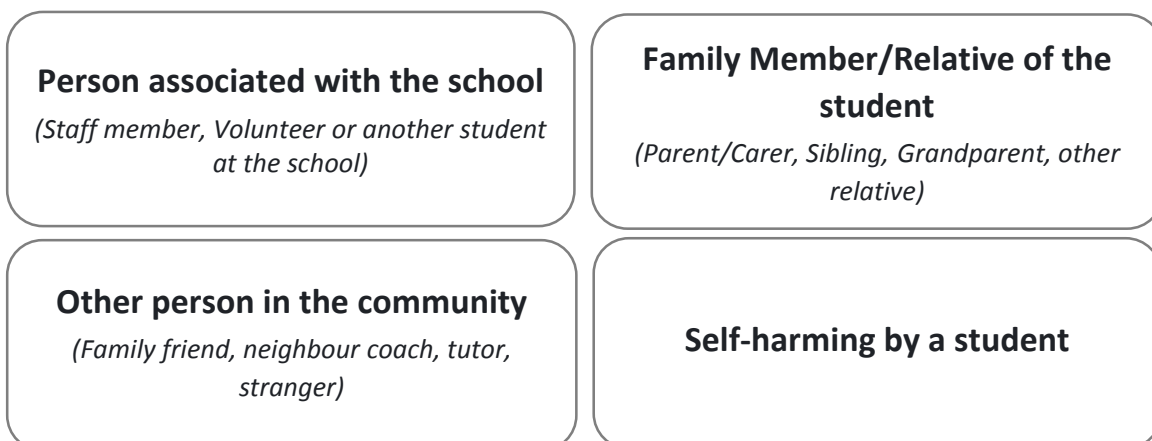 Person associated with the school
(Staff member, Volunteer or another student
at the school)
Family Member/Relative of the
student
(Parent/Carer, Sibling, Grandparent, other
relative)
Other person in the community
(Family friend, neighbour coach, tutor,
stranger)
Self-harming by a student